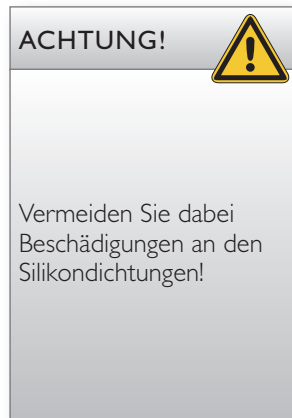 ACHTUNG!
Vermeiden Sie dabei
Beschädigungen an den
Silikondichtungen!